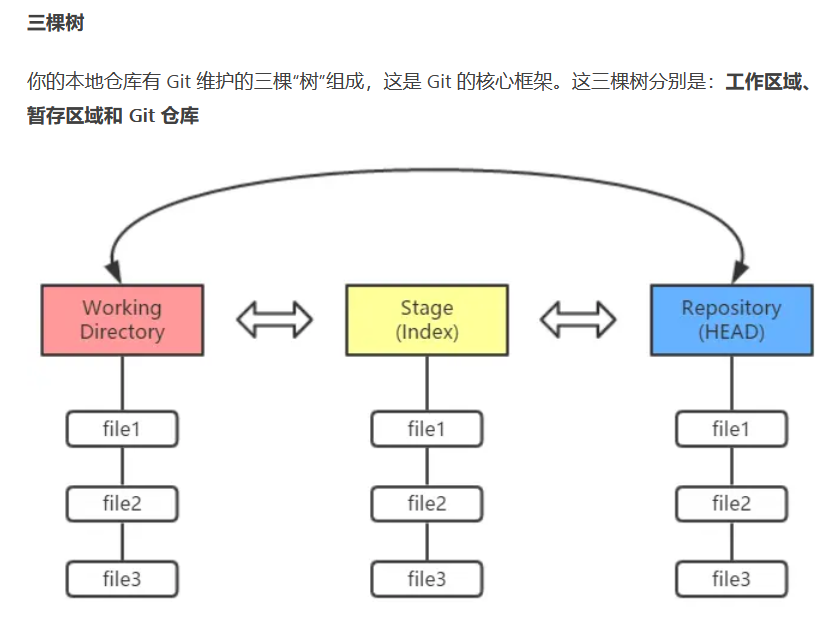 三棵树
你的本地仓库有 Git 维护的三棵“树”组成，这是 Git 的核心框架。这三棵树分别是：工作区域、
暂存区域和 Git 仓库
Working
Directory
Stage
(Index)
Repository
(HEAD)
file1
file1
file1
file2
file2
file2
file3
file3
file3